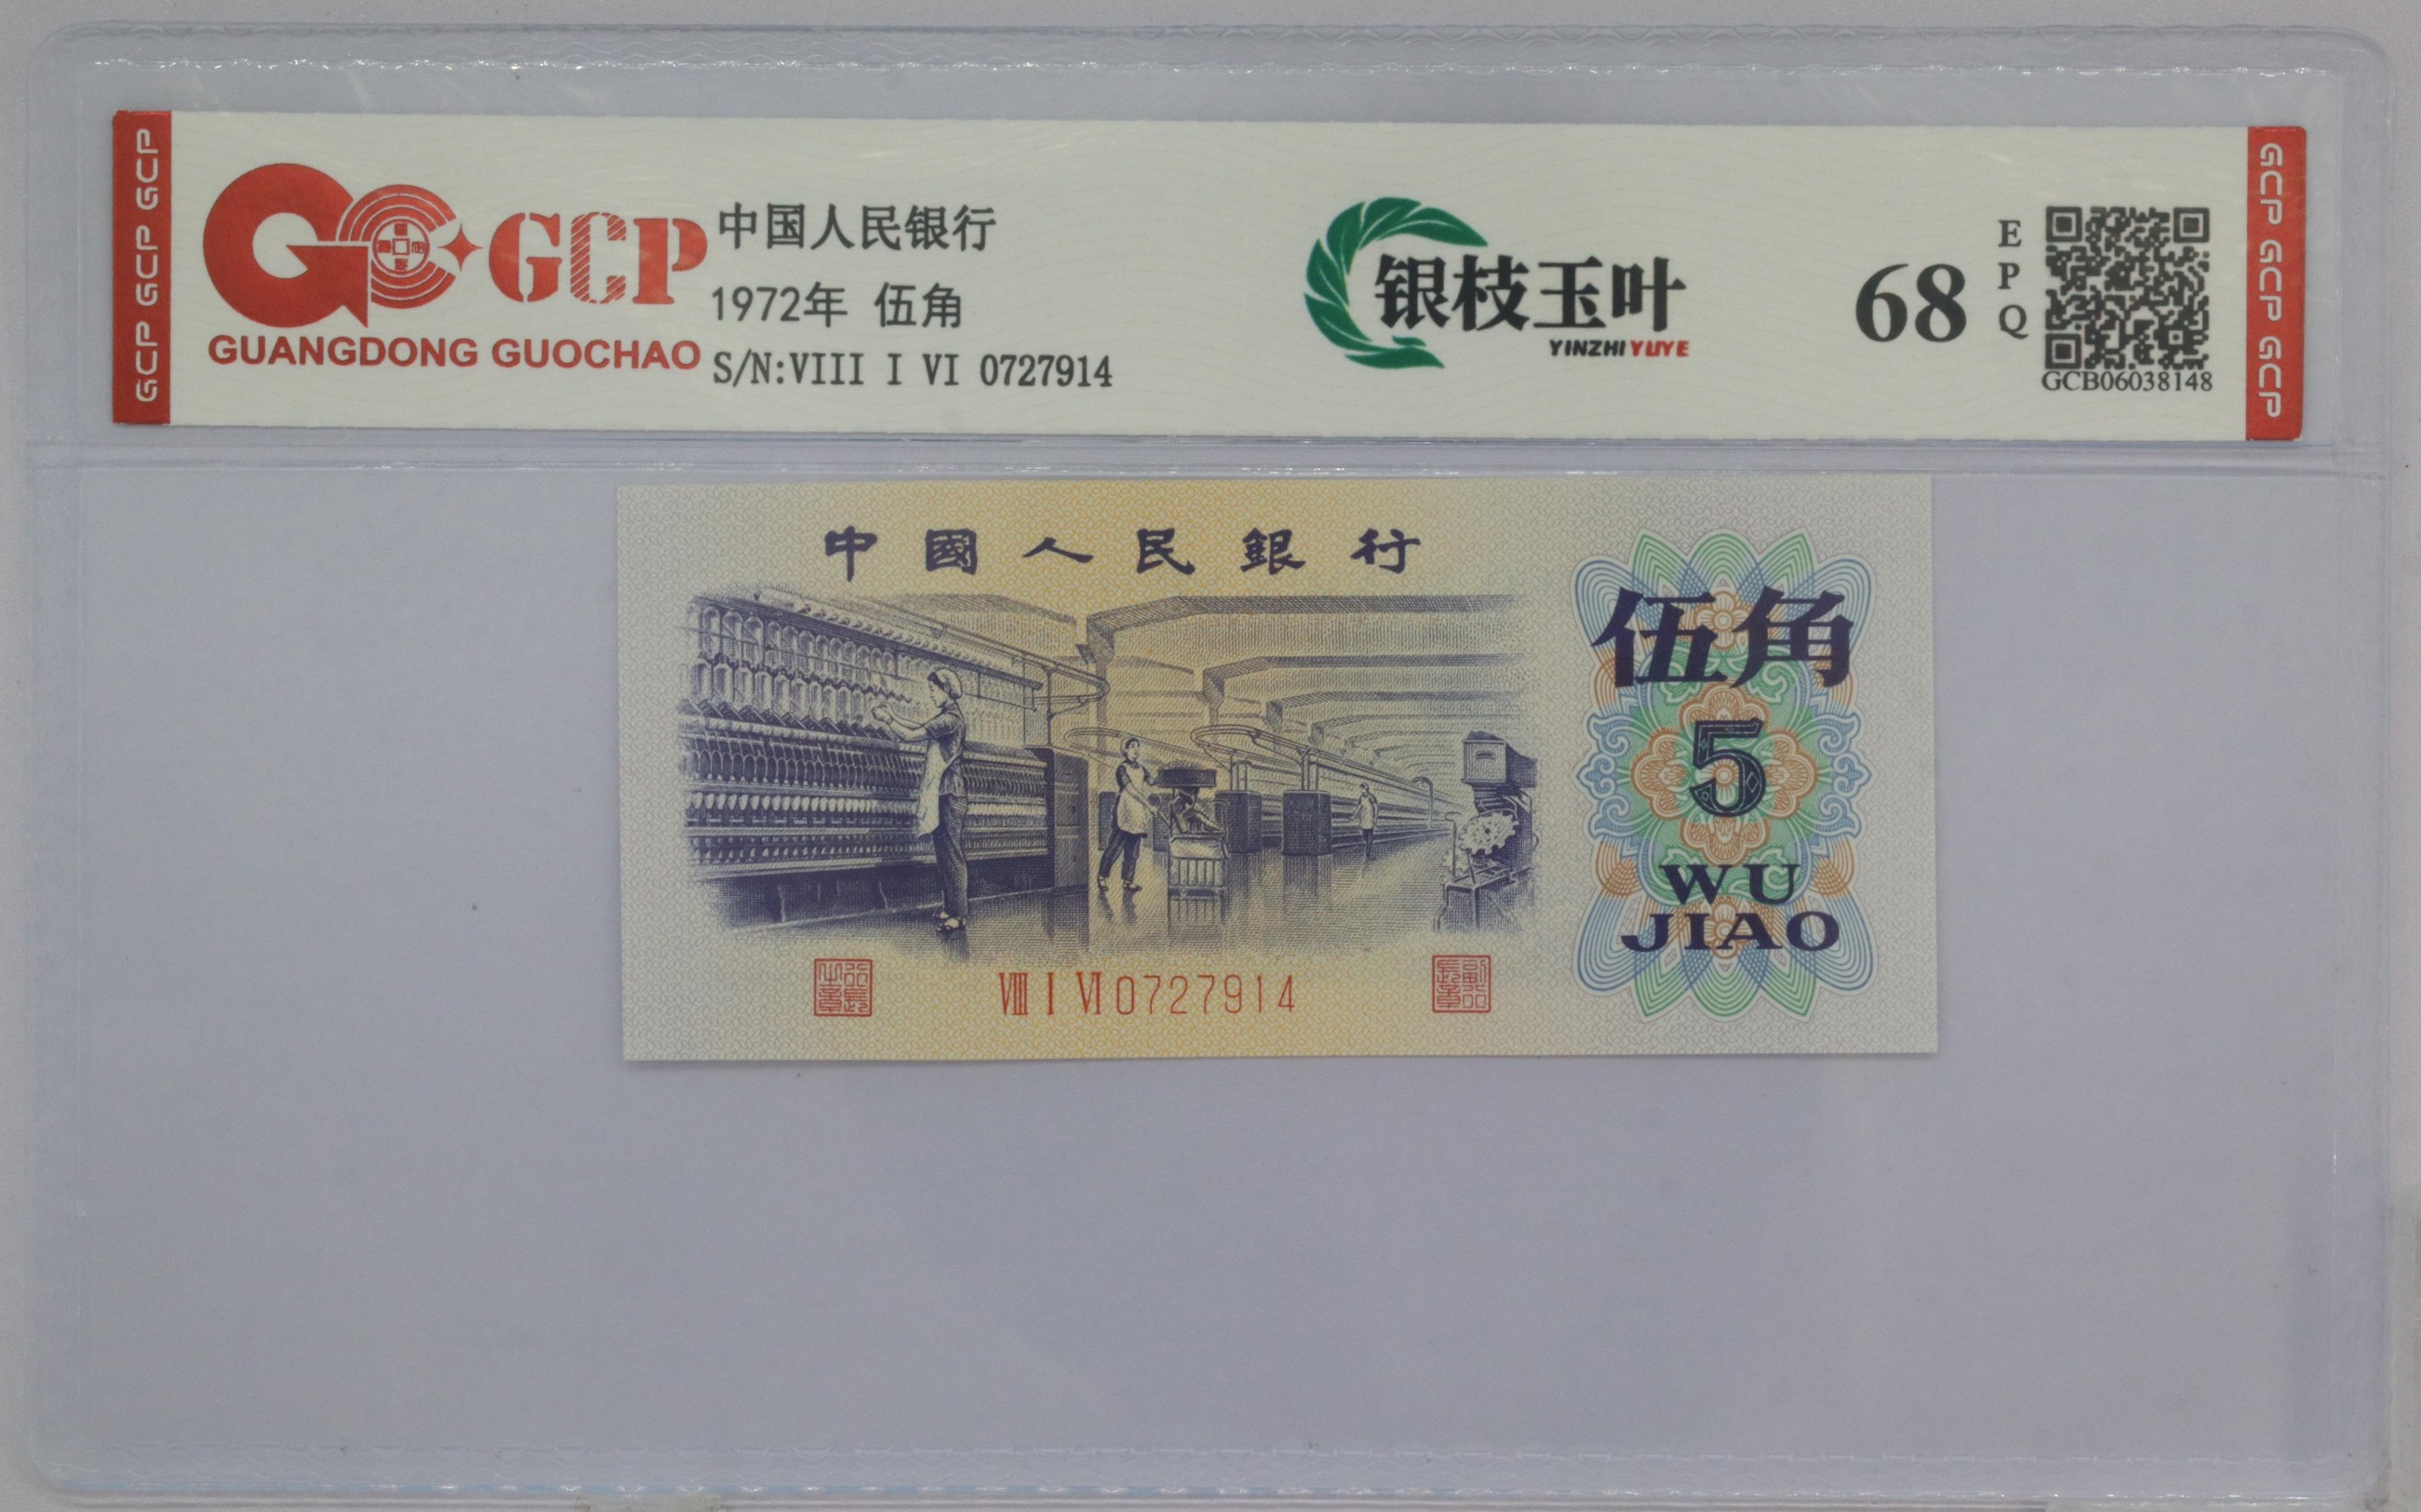 GCP GCP GCP
GCP
GUANGDONG GUOCHAO
中国人民银行
1972年 伍角
S/N:VIII I VI 0727914
银枝玉叶
YINZHIYUYE
68
EPQ
GCB06038148
GCP GCP GCP
中國人民銀行
伍角
5
WU
JIAO
VIII I VI 0727914